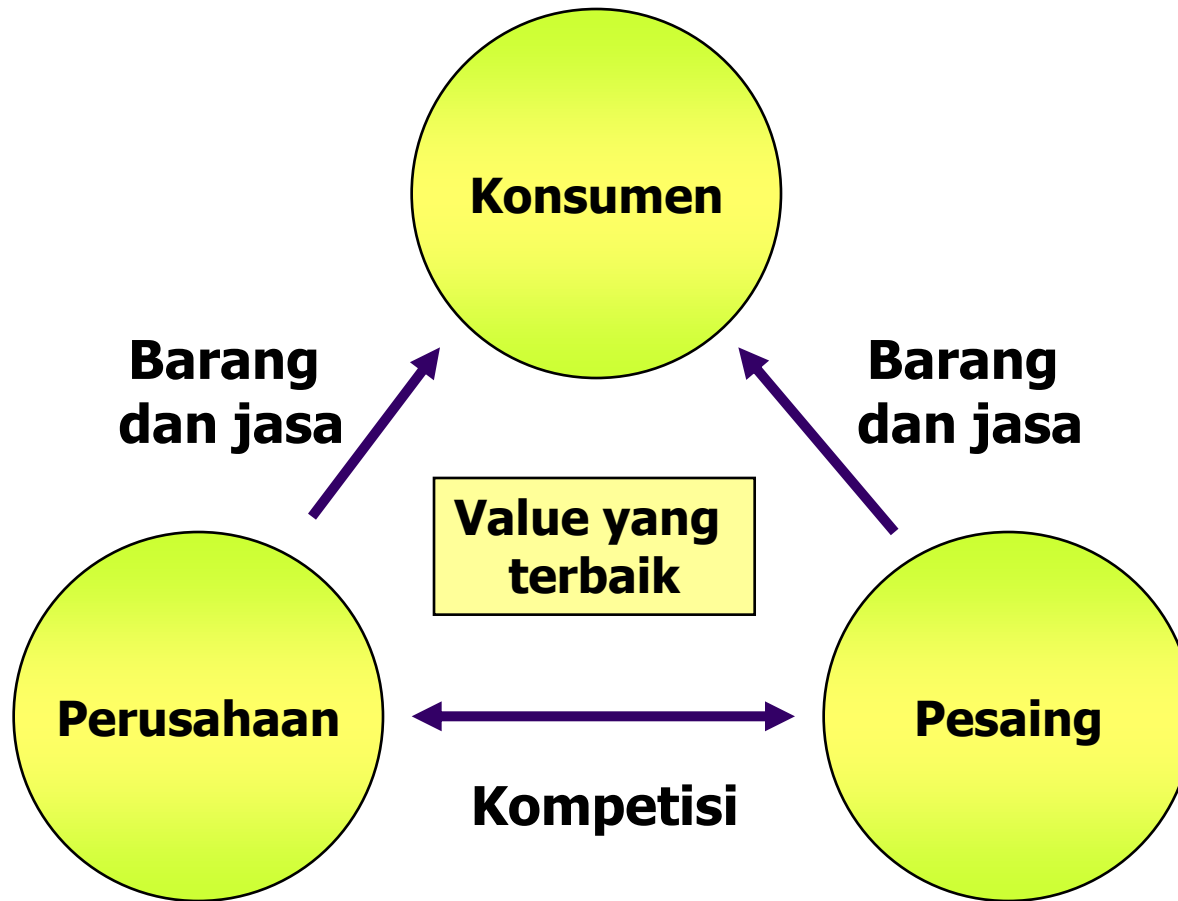 Konsumen
Barang
dan jasa
Barang
dan jasa
Value yang
terbaik
Perusahaan
Pesaing
Kompetisi